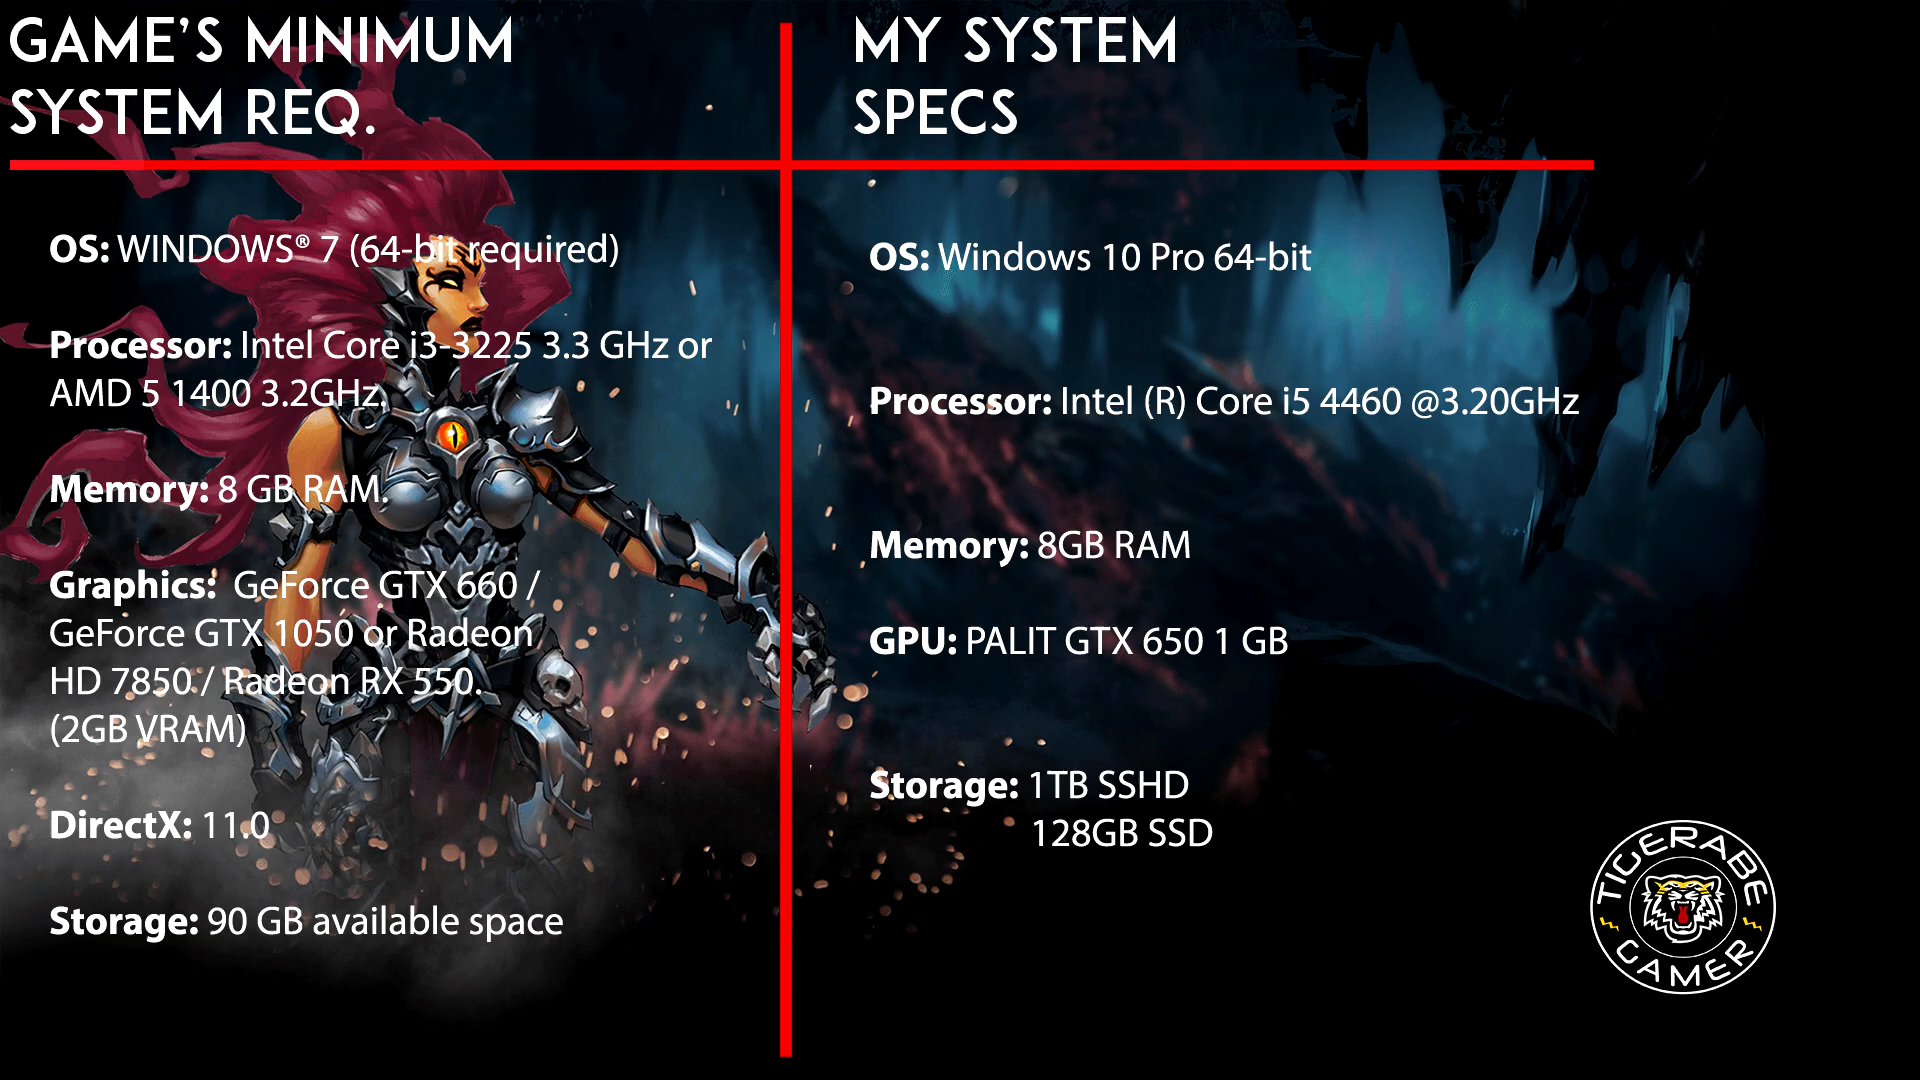 GAME'S MINIMUM
SYSTEM REQ.
OS: WINDOWS® 7 (64-bit required)
Processor: Intel Core i3-3225 3.3 GHz or
AMD 5 1400 3.2GHz.
Memory: 8 GB RAM.
Graphics:  GeForce GTX 660 /
GeForce GTX 1050 or Radeon
HD 7850 / Radeon RX 550.
(2GB VRAM)
DirectX: 11.0
Storage: 90 GB available space
MY SYSTEM
SPECS
OS: Windows 10 Pro 64-bit
Processor: Intel (R) Core i5 4460 @3.20GHz
Memory: 8GB RAM
GPU: PALIT GTX 650 1 GB
Storage: 1TB SSHD
128GB SSD
TIGERABE
GAMER